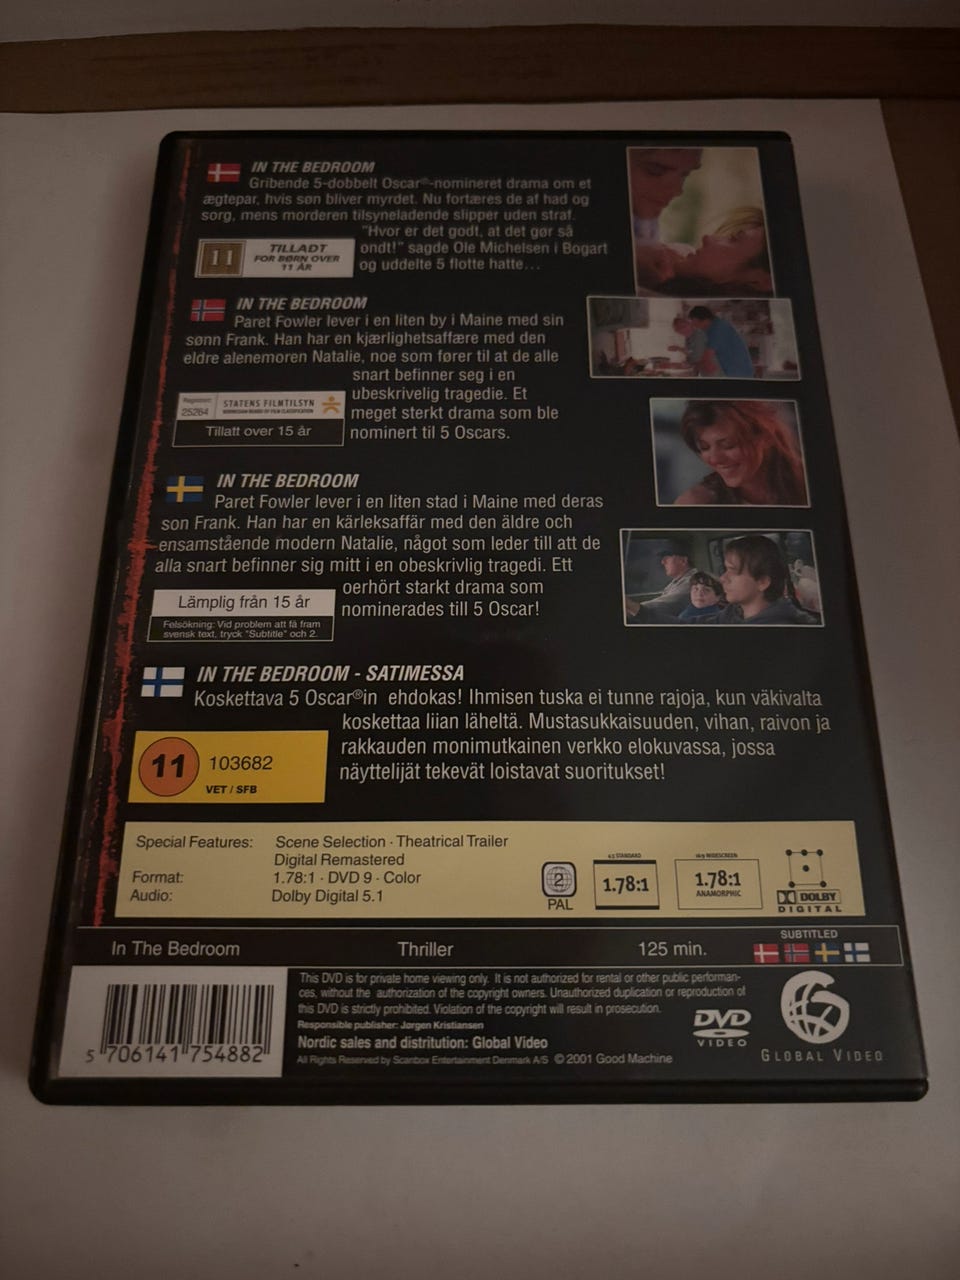 IN THE BEDROOM
Gribende 5-dobbelt Oscar®-nomineret drama om et
ægtepar, hvis søn bliver myrdet. Nu fortæres de af had og
sorg, mens morderen tilsyneladende slipper uden straf.
"Hvor er det godt, at det gør så
ondt!" sagde Ole Michelsen i Bogart
og uddelte 5 flotte hatte...
11
TILLADT
FOR BØRN OVER
11 ÅR
IN THE BEDROOM
Paret Fowler lever i en liten by i Maine med sin
sønn Frank. Han har en kjærlighetsaffære med den
eldre alenemoren Natalie, noe som fører til at de alle
snart befinner seg i en
ubeskrivelig tragedie. Et
meget sterkt drama som ble
nominert til 5 Oscars.
Registrert:
25264
STATENS FILMTILSYN
NORWEGIAN BOARD OF FILM CLASSIFICATION
Tillatt over 15 år
IN THE BEDROOM
Paret Fowler lever i en liten stad i Maine med deras
son Frank. Han har en kärleksaffär med den äldre och
ensamstående modern Natalie, något som leder till att de
alla snart befinner sig mitt i en obeskrivlig tragedi. Ett
oerhört starkt drama som
nominerades till 5 Oscar!
Lämplig från 15 år
Felsökning: Vid problem att få fram
svensk text, tryck "Subtitle" och 2.
IN THE BEDROOM - SATIMESSA
Koskettava 5 Oscar®in ehdokas! Ihmisen tuska ei tunne rajoja, kun väkivalta
koskettaa liian läheltä. Mustasukkaisuuden, vihan, raivon ja
rakkauden monimutkainen verkko elokuvassa, jossa
näyttelijät tekevät loistavat suoritukset!
11
103682
VET / SFB
Special Features: Scene Selection · Theatrical Trailer
Digital Remastered
Format: 1.78:1 · DVD 9 · Color
Audio: Dolby Digital 5.1
2
PAL
4:3 STANDARD
1.78:1
16:9 WIDESCREEN
1.78:1
ANAMORPHIC
DOLBY
DIGITAL
In The Bedroom Thriller 125 min.
SUBTITLED
This DVD is for private home viewing only. It is not authorized for rental or other public performan-
ces, without the authorization of the copyright owners. Unauthorized duplication or reproduction of
this DVD is strictly prohibited. Violation of the copyright will result in prosecution.
Responsible publisher: Jørgen Kristiansen
Nordic sales and distritution: Global Video
All Rights Reserved by Scanbox Entertainment Denmark A/S © 2001 Good Machine
5 706141 754882
DVD
VIDEO
GLOBAL VIDEO